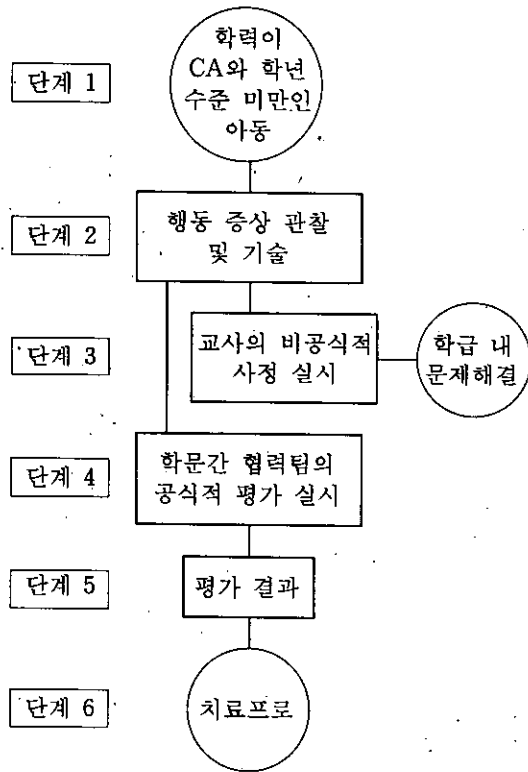 단계 1
학력이
CA와 학년
수준 미만인
아동
단계 2
행동 증상 관찰
및 기술
단계 3
교사의 비공식적
사정 실시
학급 내
문제해결
단계 4
학문간 협력팀의
공식적 평가 실시
단계 5
평가 결과
단계 6
치료프로